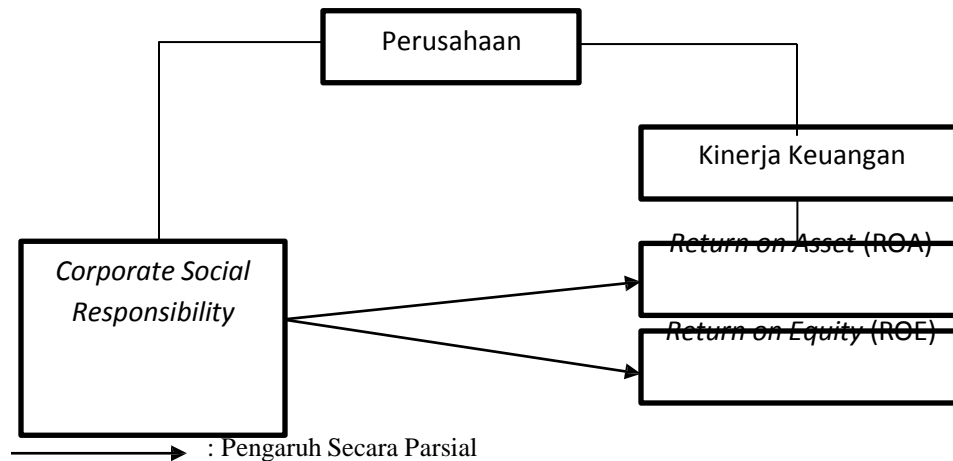 Perusahaan
Kinerja Keuangan
Return on Asset (ROA)
Corporate Social
Responsibility
Return on Equity (ROE)
: Pengaruh Secara Parsial